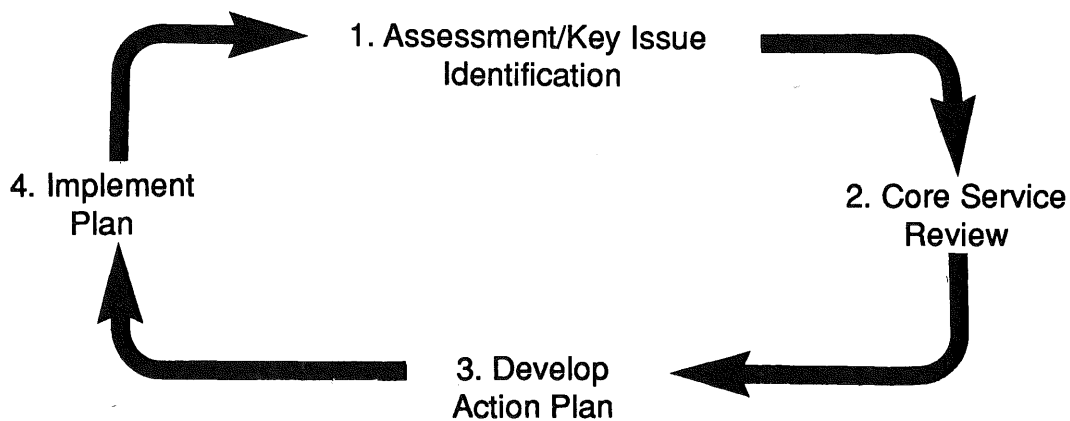 1. Assessment/Key Issue
Identification
2. Core Service
Review
3. Develop
Action Plan
4. Implement
Plan